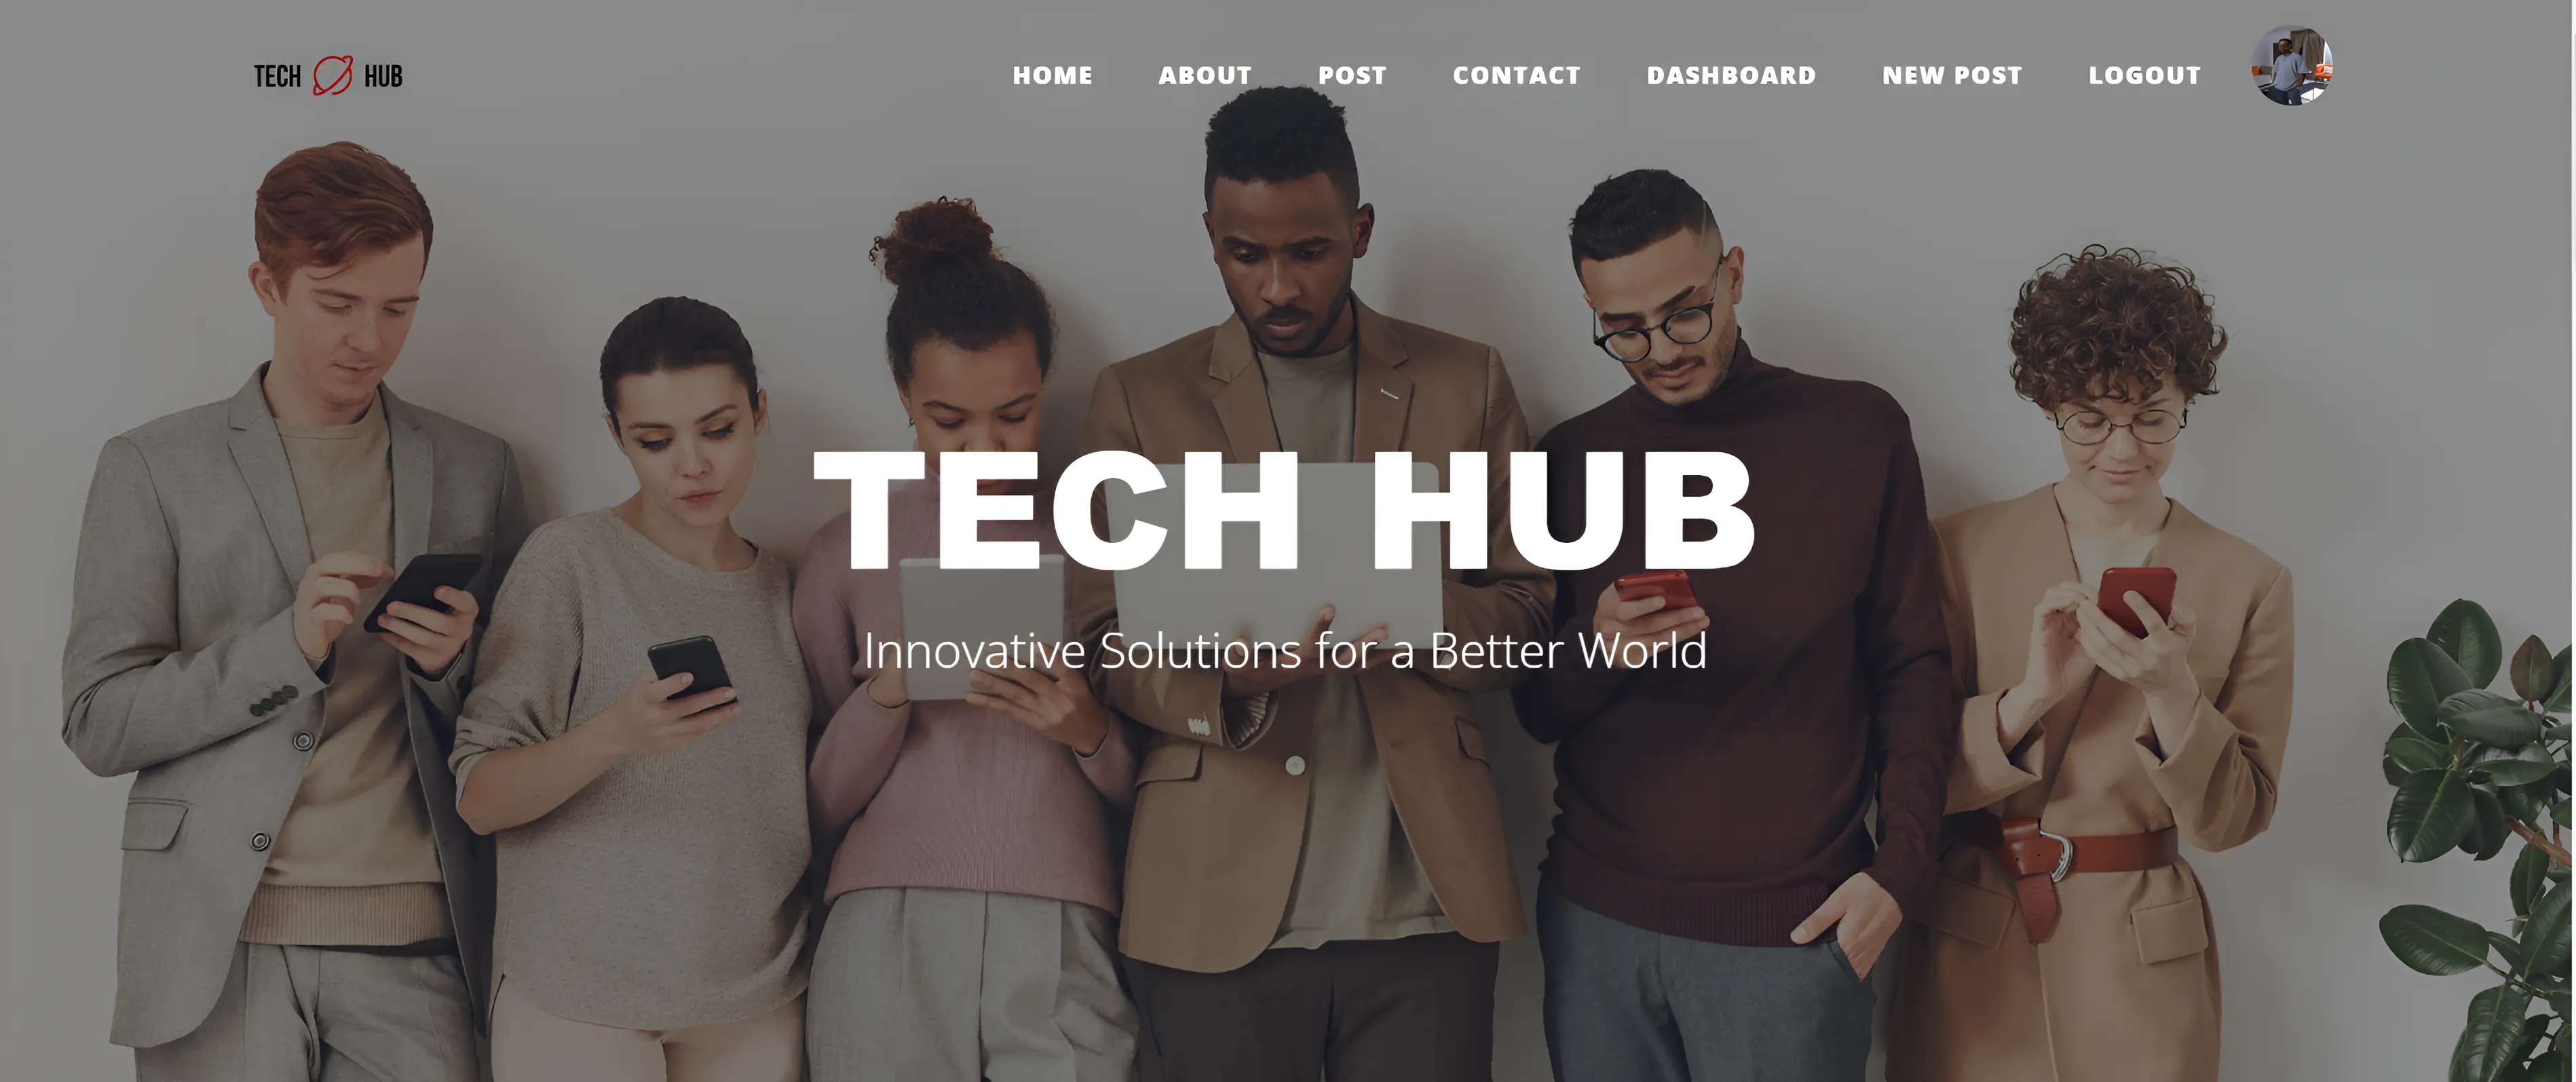 TECH HUB
HOME ABOUT POST CONTACT DASHBOARD NEW POST LOGOUT
TECH HUB
Innovative Solutions for a Better World